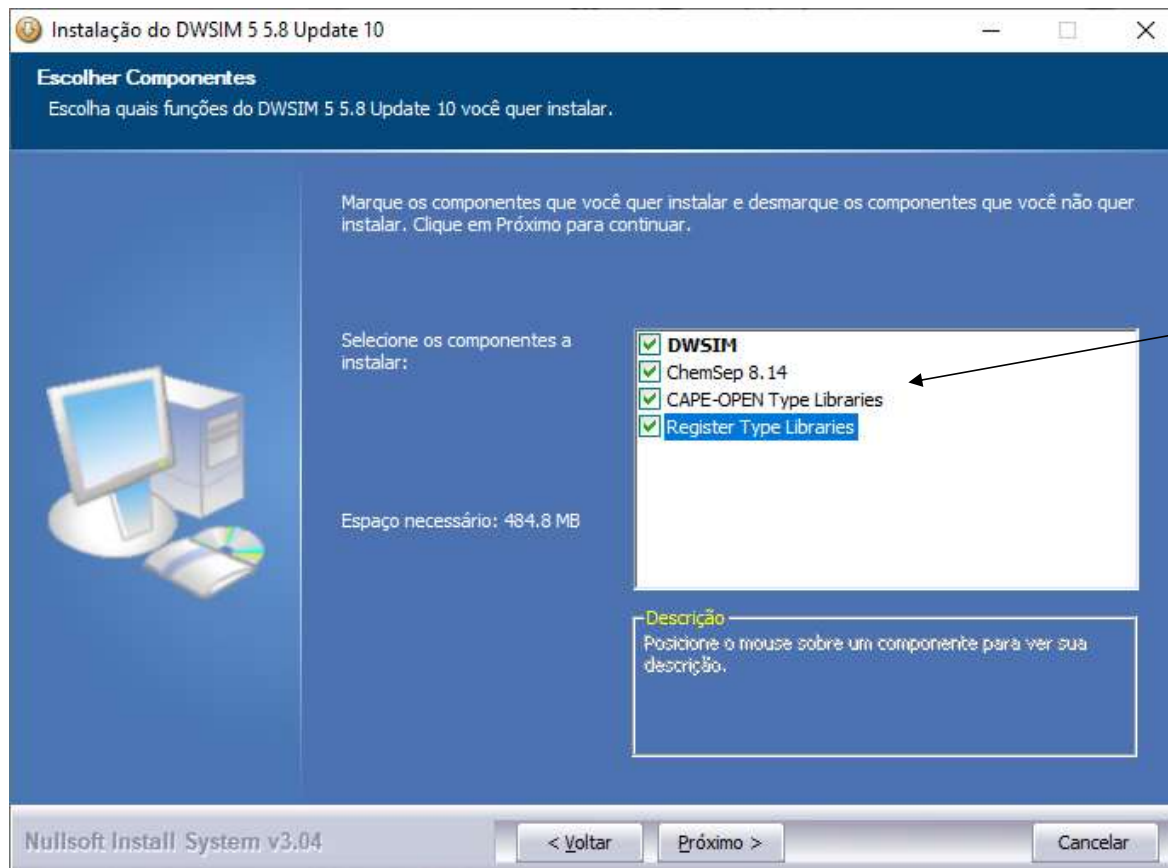 Instalação do DWSIM 5 5.8 Update 10
Escolher Componentes
Escolha quais funções do DWSIM 5 5.8 Update 10 você quer instalar.
Marque os componentes que você quer instalar e desmarque os componentes que você não quer
instalar. Clique em Próximo para continuar.
Selecione os componentes a
instalar:
DWSIM
ChemSep 8.14
CAPE-OPEN Type Libraries
Register Type Libraries
Espaço necessário: 484.8 MB
Descrição
Posicione o mouse sobre um componente para ver sua
descrição.
Nullsoft Install System v3.04
< Voltar
Próximo >
Cancelar